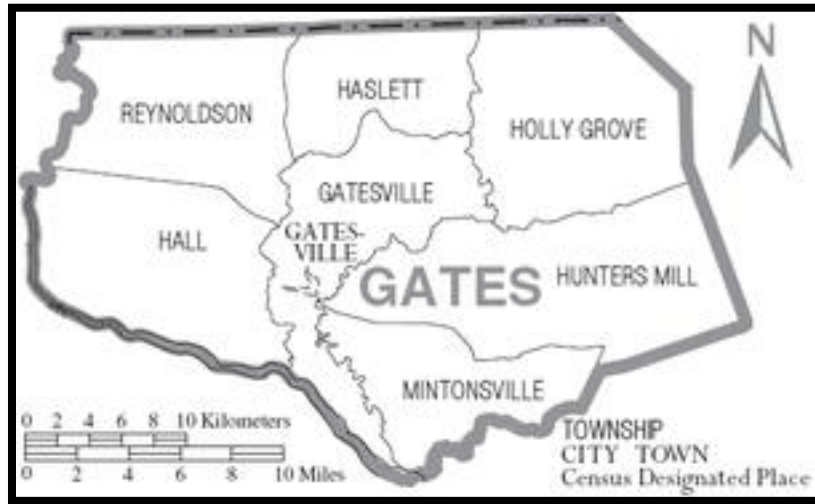 N
HASLETT
REYNOLDSON
HOLLY GROVE
GATESVILLE
GATES-
VILLE
HALL
GATES
HUNTERS MILL
MINTONSVILLE
0 2 4 6 8 10 Kilometers
0 2 4 6 8 10 Miles
TOWNSHIP
CITY TOWN
Census Designated Place